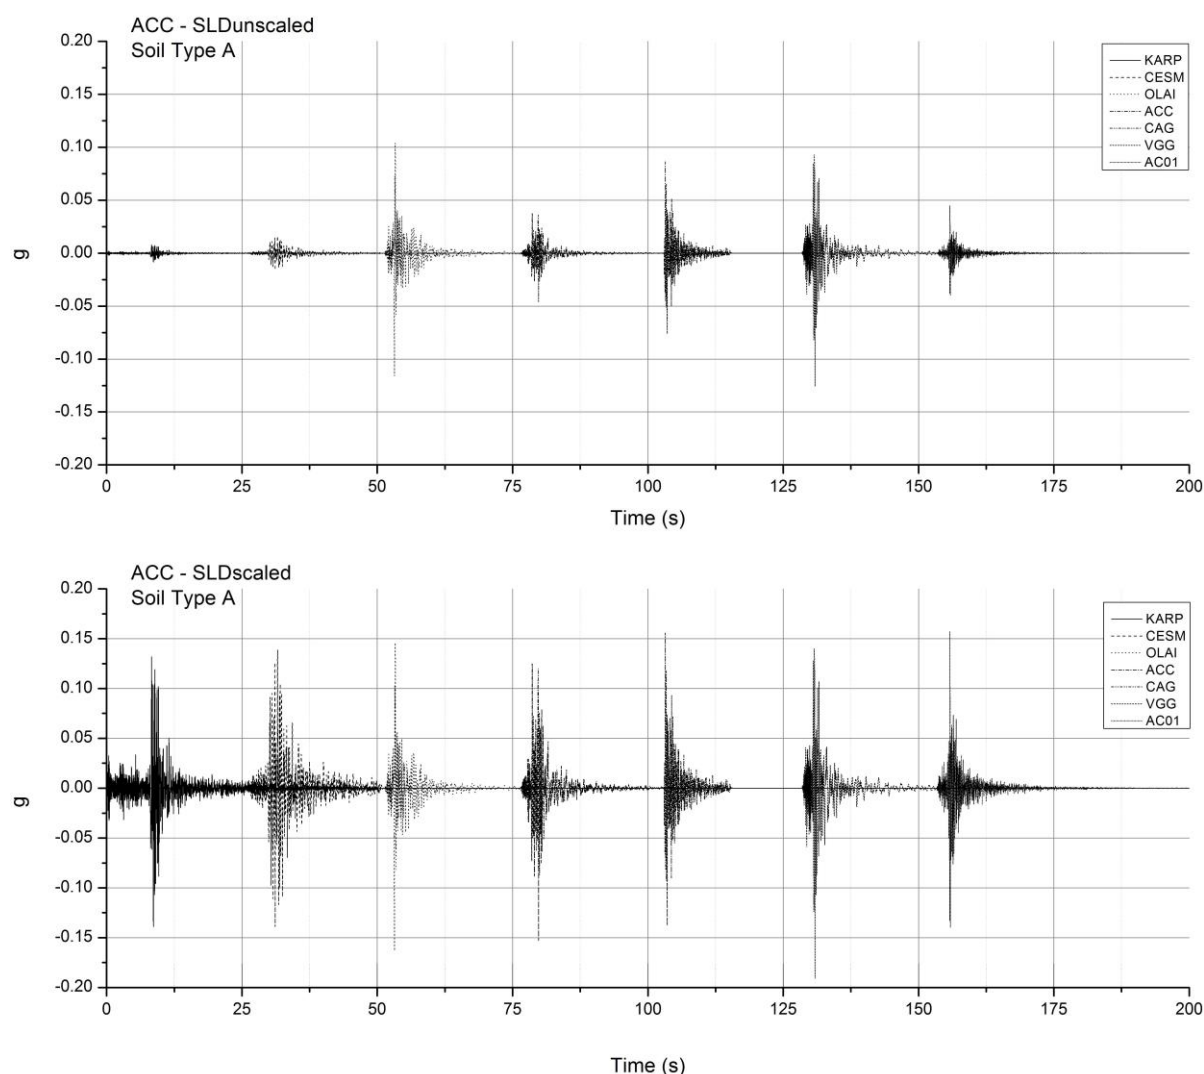 ACC - SLDunscaled
Soil Type A
0.20
0.15
0.10
0.05
0.00
-0.05
-0.10
-0.15
-0.20
g
0 25 50 75 100 125 150 175 200
Time (s)
KARP
CESM
OLAI
ACC
CAG
VGG
AC01
ACC - SLDscaled
Soil Type A
0.20
0.15
0.10
0.05
0.00
-0.05
-0.10
-0.15
-0.20
g
0 25 50 75 100 125 150 175 200
Time (s)
KARP
CESM
OLAI
ACC
CAG
VGG
AC01